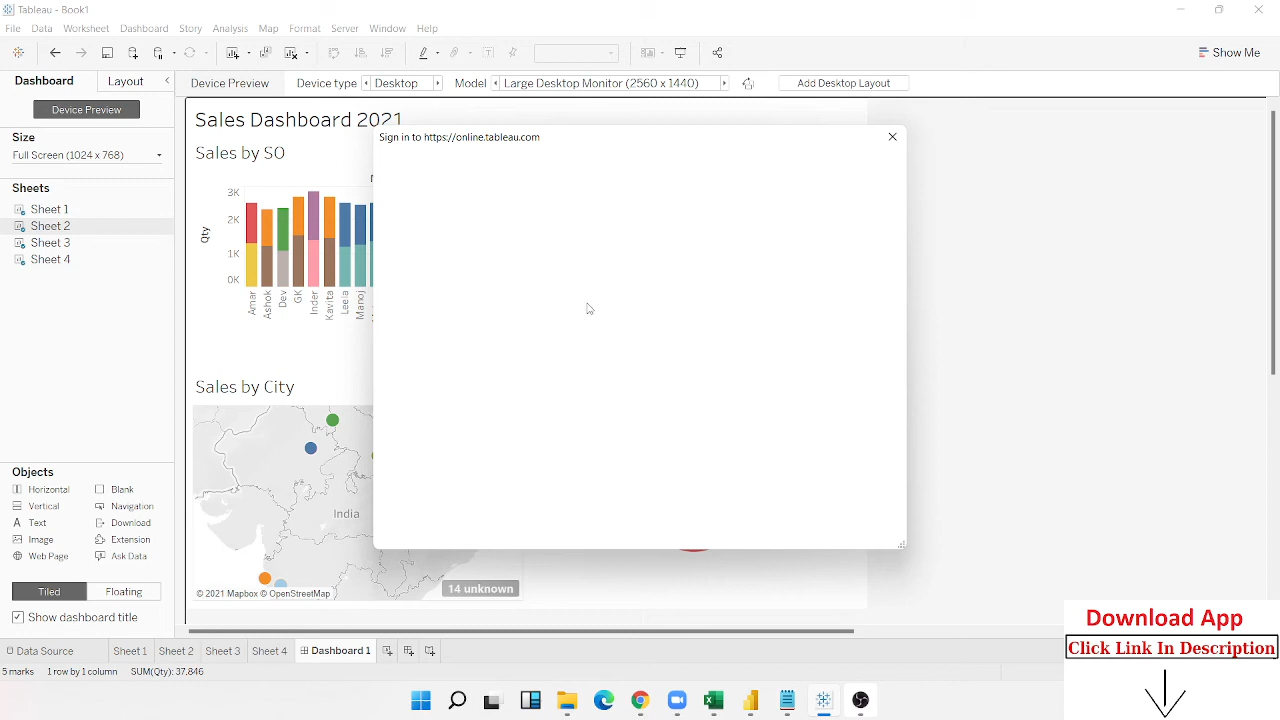 Tableau - Book1
File Data Worksheet Dashboard Story Analysis Map Format Server Window Help
Show Me
Dashboard Layout
Device Preview Device type Desktop Model Large Desktop Monitor (2560 x 1440) Add Desktop Layout
Device Preview
Size
Full Screen (1024 x 768)
Sheets
Sheet 1
Sheet 2
Sheet 3
Sheet 4
Objects
Horizontal Blank
Vertical Navigation
Text Download
Image Extension
Web Page Ask Data
Tiled Floating
Show dashboard title
Sales Dashboard 2021
Sales by SO
3K
2K
1K
0K
Qty
Amar
Ashok
Dev
GK
Inder
Kavita
Leela
Manoj
Sales by City
India
© 2021 Mapbox © OpenStreetMap
14 unknown
Sign in to https://online.tableau.com
Data Source Sheet 1 Sheet 2 Sheet 3 Sheet 4 Dashboard 1
5 marks 1 row by 1 column SUM(Qty): 37.846
Download App
Click Link In Description